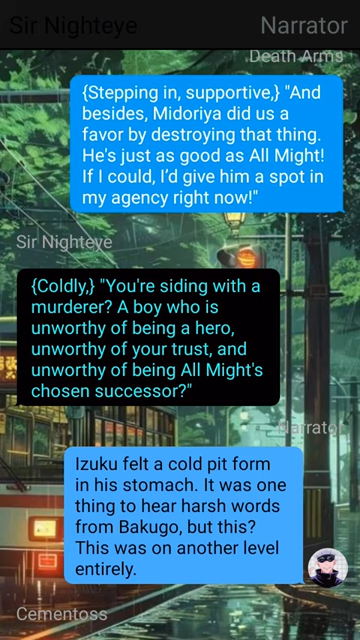 Sir Nighteye
Narrator
Death Arms
{Stepping in, supportive,} "And
besides, Midoriya did us a
favor by destroying that thing.
He's just as good as All Might!
If I could, I'd give him a spot in
my agency right now!"
Sir Nighteye
{Coldly,} "You're siding with a
murderer? A boy who is
unworthy of being a hero,
unworthy of your trust, and
unworthy of being All Might's
chosen successor?"
Narrator
Izuku felt a cold pit form
in his stomach. It was one
thing to hear harsh words
from Bakugo, but this?
This was on another level
entirely.
Cementoss